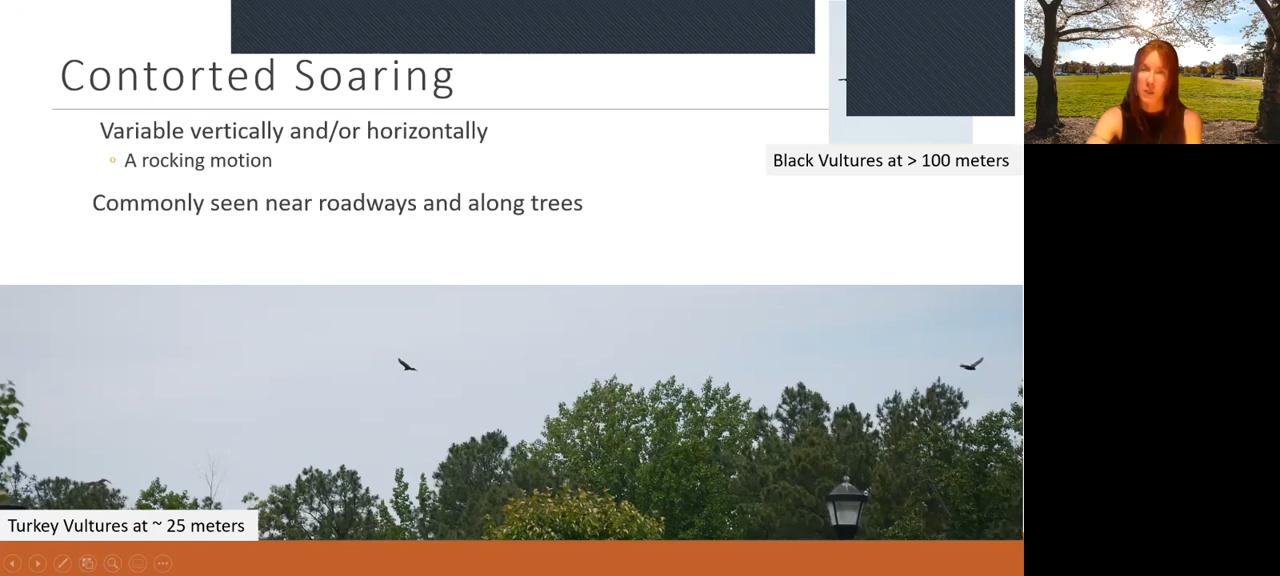 Contorted Soaring
Variable vertically and/or horizontally
A rocking motion
Commonly seen near roadways and along trees
Black Vultures at > 100 meters
Turkey Vultures at ~ 25 meters